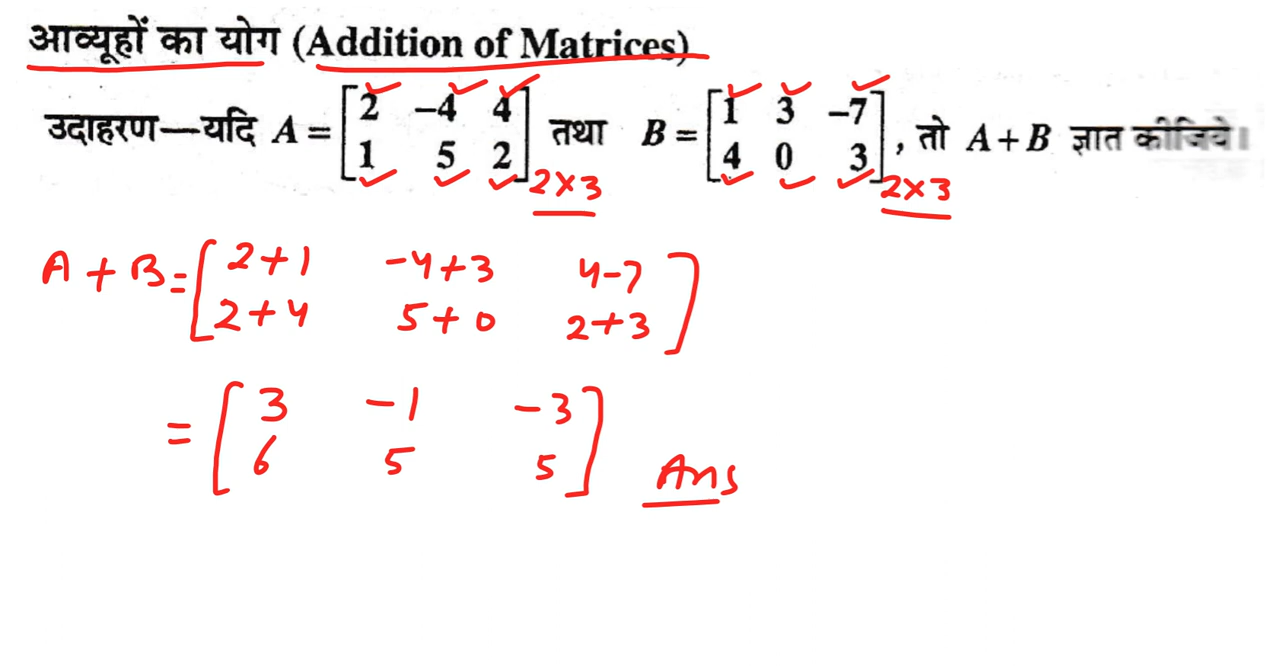 आव्यूहों का योग (Addition of Matrices)
उदाहरण—यदि A = [2 -4 4; 1 5 2] 2×3 तथा B = [1 3 -7; 4 0 3] 2×3, तो A+B ज्ञात कीजिये।
A + B = [2+1 -4+3 4-7
2+4 5+0 2+3]
= [3 -1 -3
6 5 5] Ans